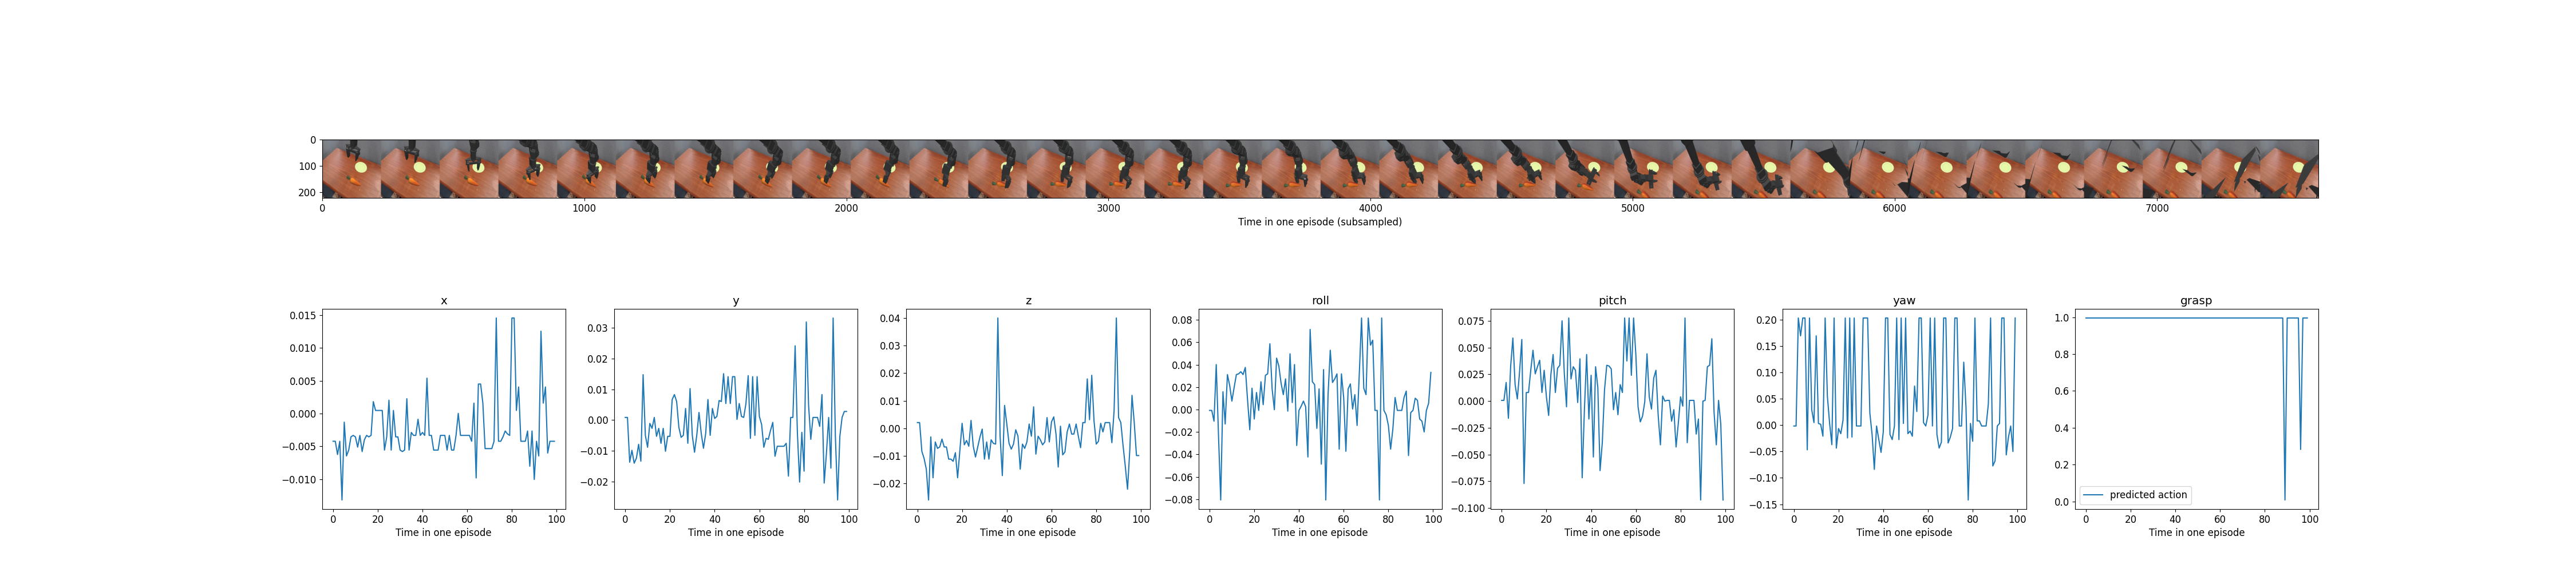 0
100
200
0 1000 2000 3000 4000 5000 6000 7000
Time in one episode (subsampled)
x
0.015
0.010
0.005
0.000
−0.005
−0.010
0 20 40 60 80 100
Time in one episode
y
0.03
0.02
0.01
0.00
−0.01
−0.02
0 20 40 60 80 100
Time in one episode
z
0.04
0.03
0.02
0.01
0.00
−0.01
−0.02
0 20 40 60 80 100
Time in one episode
roll
0.08
0.06
0.04
0.02
0.00
−0.02
−0.04
−0.06
−0.08
0 20 40 60 80 100
Time in one episode
pitch
0.075
0.050
0.025
0.000
−0.025
−0.050
−0.075
−0.100
0 20 40 60 80 100
Time in one episode
yaw
0.20
0.15
0.10
0.05
0.00
−0.05
−0.10
−0.15
0 20 40 60 80 100
Time in one episode
grasp
1.0
0.8
0.6
0.4
0.2
0.0
predicted action
0 20 40 60 80 100
Time in one episode